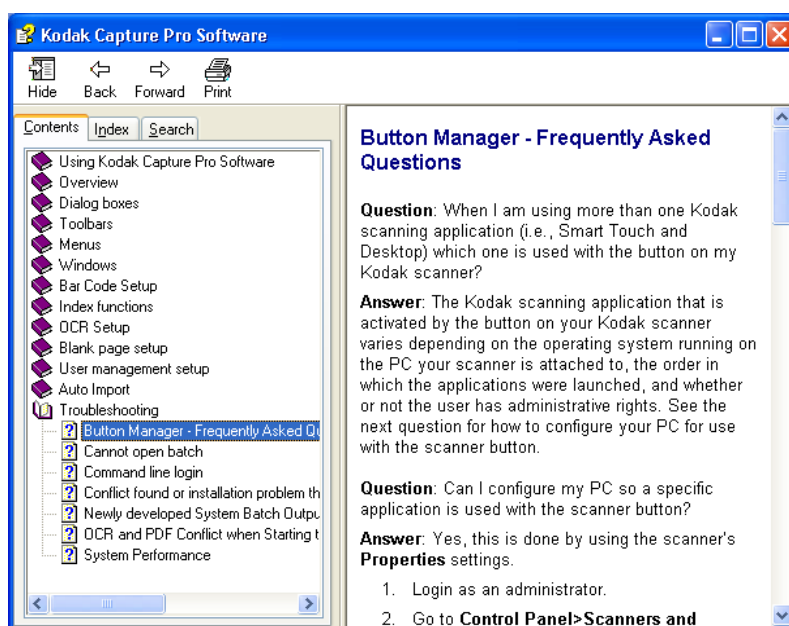 Kodak Capture Pro Software
Hide Back Forward Print
Contents Index Search
Using Kodak Capture Pro Software
Overview
Dialog boxes
Toolbars
Menus
Windows
Bar Code Setup
Index functions
OCR Setup
Blank page setup
User management setup
Auto Import
Troubleshooting
Button Manager - Frequently Asked Qu
Cannot open batch
Command line login
Conflict found or installation problem th
Newly developed System Batch Outpu
OCR and PDF Conflict when Starting t
System Performance
Button Manager - Frequently Asked
Questions
Question: When I am using more than one Kodak
scanning application (i.e., Smart Touch and
Desktop) which one is used with the button on my
Kodak scanner?
Answer: The Kodak scanning application that is
activated by the button on your Kodak scanner
varies depending on the operating system running on
the PC your scanner is attached to, the order in
which the applications were launched, and whether
or not the user has administrative rights. See the
next question for how to configure your PC for use
with the scanner button.
Question: Can I configure my PC so a specific
application is used with the scanner button?
Answer: Yes, this is done by using the scanner's
Properties settings.
1. Login as an administrator.
2. Go to Control Panel>Scanners and